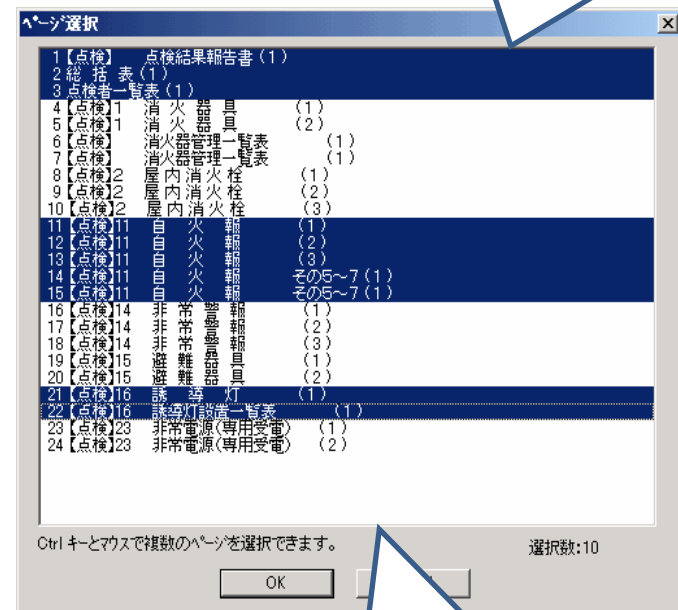 ﾍﾟｰｼﾞ選択
1【点検】 点検結果報告書(1)
2 総 括 表(1)
3 点検者一覧表(1)
4【点検】1 消 火 器 具 (1)
5【点検】1 消 火 器 具 (2)
6【点検】 消火器管理一覧表 (1)
7【点検】 消火器管理一覧表 (1)
8【点検】2 屋内消火栓 (1)
9【点検】2 屋内消火栓 (2)
10【点検】2 屋内消火栓 (3)
11【点検】11 自 火 報 (1)
12【点検】11 自 火 報 (2)
13【点検】11 自 火 報 (3)
14【点検】11 自 火 報 その5～7(1)
15【点検】11 自 火 報 その5～7(1)
16【点検】14 非 常 警 報 (1)
17【点検】14 非 常 警 報 (2)
18【点検】14 非 常 警 報 (3)
19【点検】15 避 難 器 具 (1)
20【点検】15 避 難 器 具 (2)
21【点検】16 誘 導 灯 (1)
22【点検】16 誘導灯設置一覧表 (1)
23【点検】23 非常電源(専用受電) (1)
24【点検】23 非常電源(専用受電) (2)
Ctrl キーとマウスで複数のﾍﾟｰｼﾞを選択できます。 選択数:10
OK